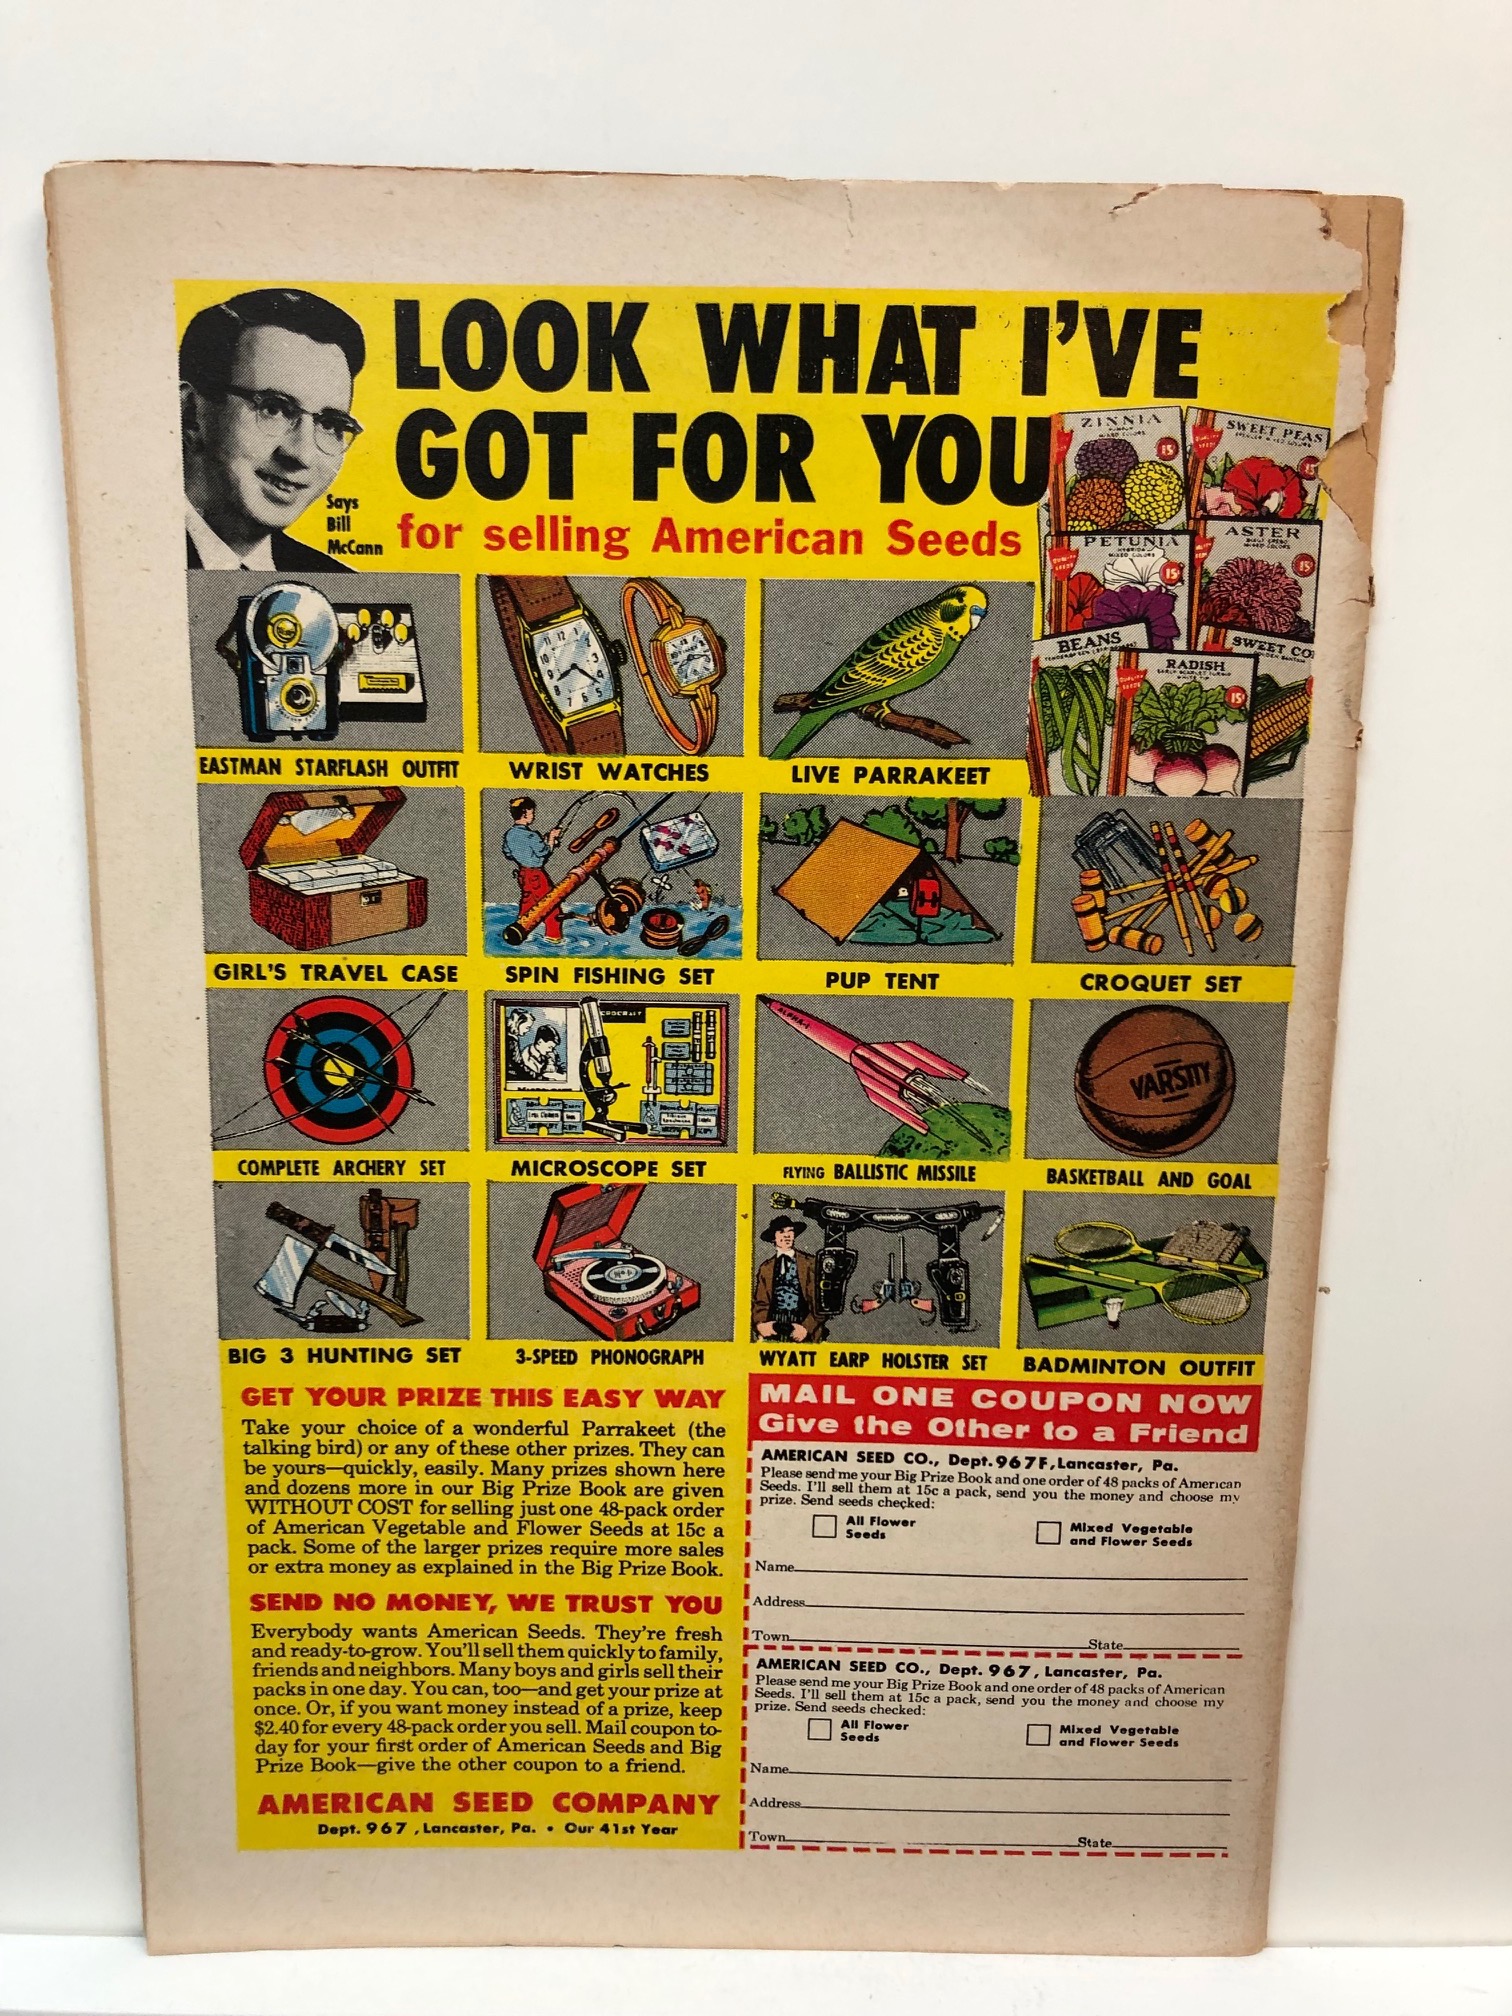 LOOK WHAT I'VE
GOT FOR YOU
for selling American Seeds
Says
Bill
McCann
ZINNIA
MIXED COLORS
15¢
SWEET PEAS
15
PETUNIA
HYBRIDA
MIXED COLORS
15¢
ASTER
MIXED COLORS
15¢
BEANS
SWEET CO
RADISH
15¢
EASTMAN STARFLASH OUTFIT
WRIST WATCHES
LIVE PARRAKEET
GIRL'S TRAVEL CASE
SPIN FISHING SET
PUP TENT
CROQUET SET
ALPHA-1
VARSITY
COMPLETE ARCHERY SET
MICROSCOPE SET
FLYING BALLISTIC MISSILE
BASKETBALL AND GOAL
BIG 3 HUNTING SET
3-SPEED PHONOGRAPH
WYATT EARP HOLSTER SET
BADMINTON OUTFIT
GET YOUR PRIZE THIS EASY WAY
Take your choice of a wonderful Parrakeet (the
talking bird) or any of these other prizes. They can
be yours—quickly, easily. Many prizes shown here
and dozens more in our Big Prize Book are given
WITHOUT COST for selling just one 48-pack order
of American Vegetable and Flower Seeds at 15c a
pack. Some of the larger prizes require more sales
or extra money as explained in the Big Prize Book.
SEND NO MONEY, WE TRUST YOU
Everybody wants American Seeds. They're fresh
and ready-to-grow. You'll sell them quickly to family,
friends and neighbors. Many boys and girls sell their
packs in one day. You can, too—and get your prize at
once. Or, if you want money instead of a prize, keep
$2.40 for every 48-pack order you sell. Mail coupon to-
day for your first order of American Seeds and Big
Prize Book—give the other coupon to a friend.
AMERICAN SEED COMPANY
Dept. 967, Lancaster, Pa. • Our 41st Year
MAIL ONE COUPON NOW
Give the Other to a Friend
AMERICAN SEED CO., Dept. 967F, Lancaster, Pa.
Please send me your Big Prize Book and one order of 48 packs of American
Seeds. I'll sell them at 15c a pack, send you the money and choose my
prize. Send seeds checked:
All Flower
Seeds
Mixed Vegetable
and Flower Seeds
Name
Address
Town State
AMERICAN SEED CO., Dept. 967, Lancaster, Pa.
Please send me your Big Prize Book and one order of 48 packs of American
Seeds. I'll sell them at 15c a pack, send you the money and choose my
prize. Send seeds checked:
All Flower
Seeds
Mixed Vegetable
and Flower Seeds
Name
Address
Town State